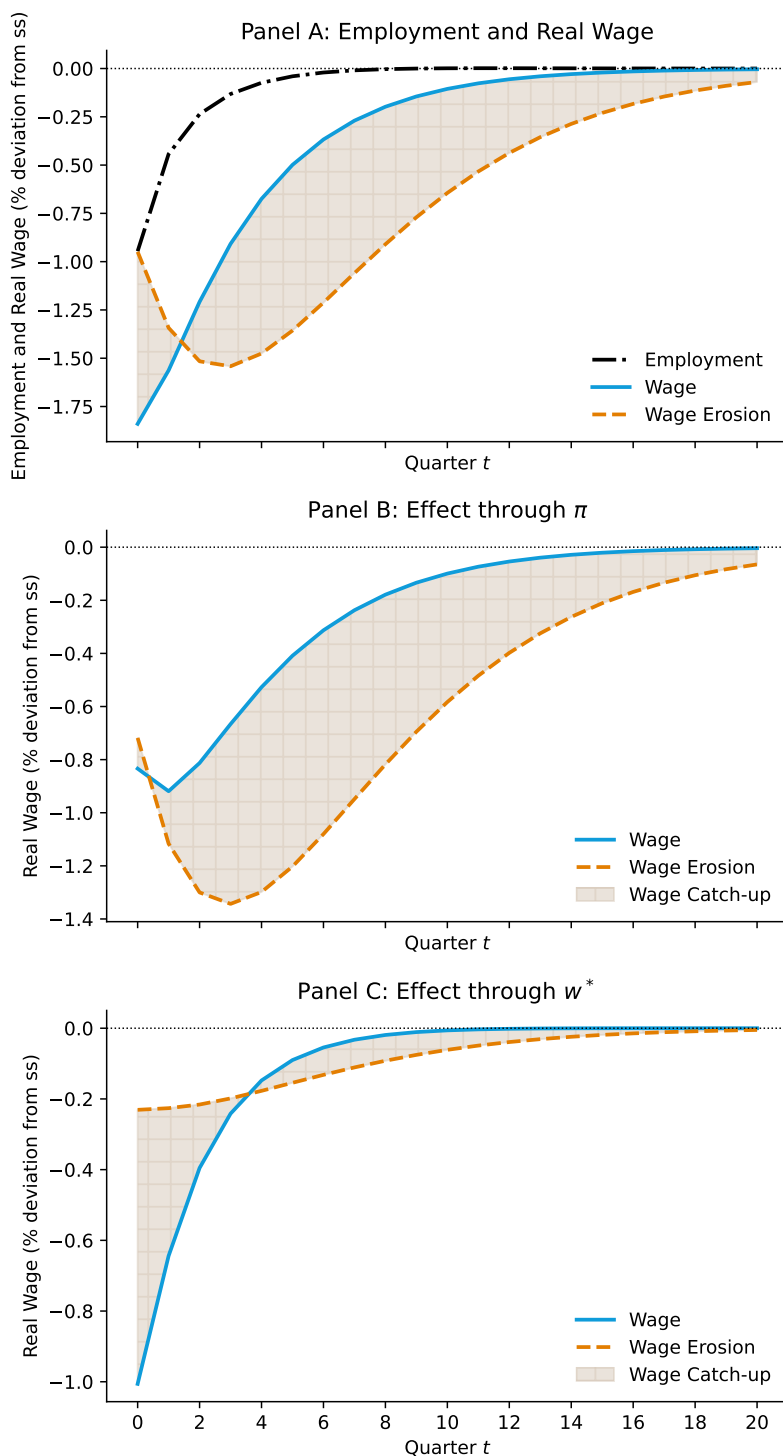 Panel A: Employment and Real Wage
Employment and Real Wage (% deviation from ss)
0.00
−0.25
−0.50
−0.75
−1.00
−1.25
−1.50
−1.75
Employment
Wage
Wage Erosion
Quarter t
Panel B: Effect through π
Real Wage (% deviation from ss)
0.0
−0.2
−0.4
−0.6
−0.8
−1.0
−1.2
−1.4
Wage
Wage Erosion
Wage Catch-up
Quarter t
Panel C: Effect through w*
Real Wage (% deviation from ss)
0.0
−0.2
−0.4
−0.6
−0.8
−1.0
Wage
Wage Erosion
Wage Catch-up
0 2 4 6 8 10 12 14 16 18 20
Quarter t